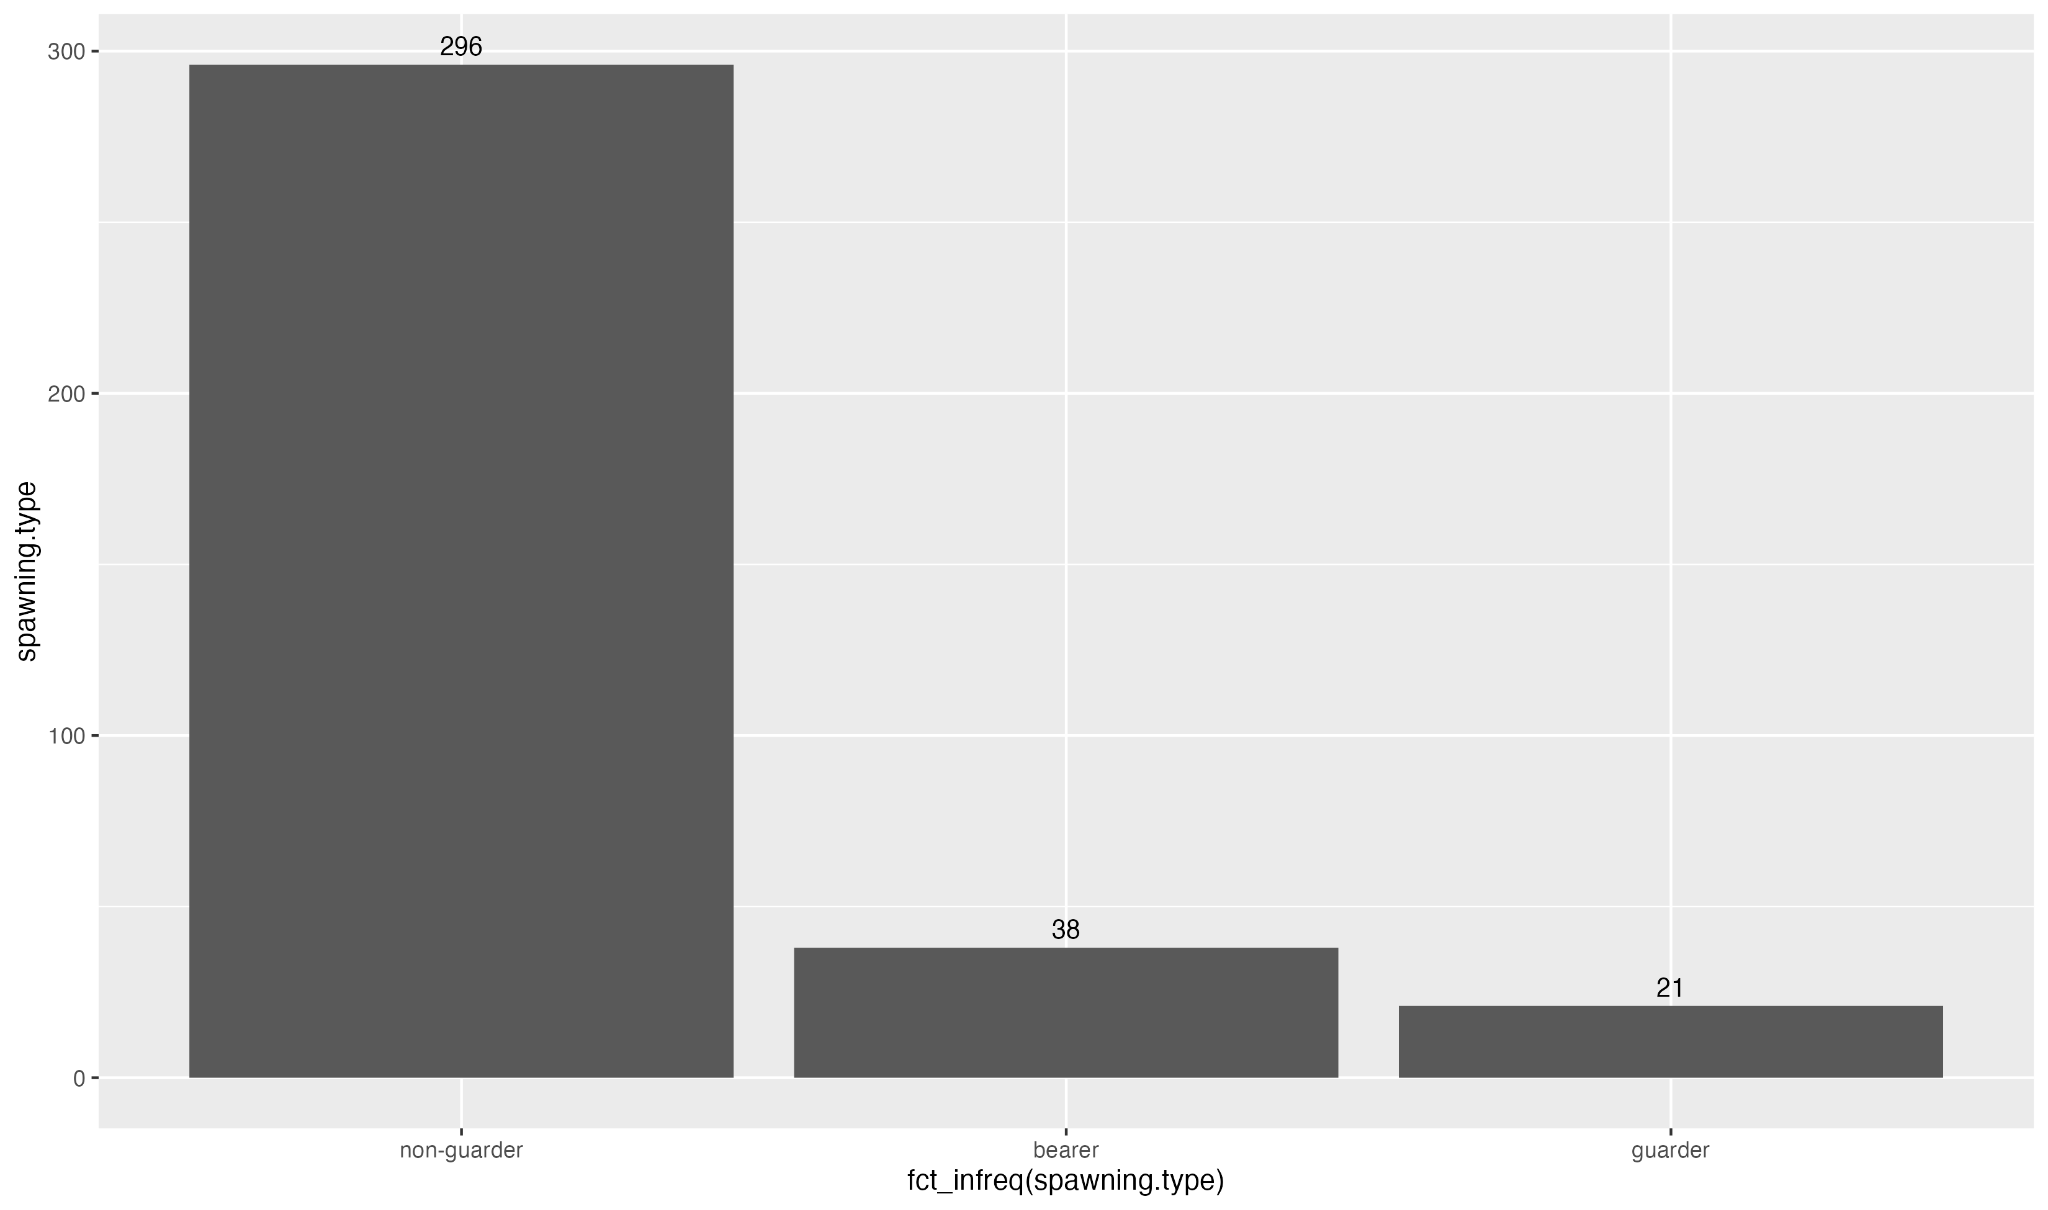 300
200
100
0
spawning.type
296
38
21
non-guarder
bearer
guarder
fct_infreq(spawning.type)